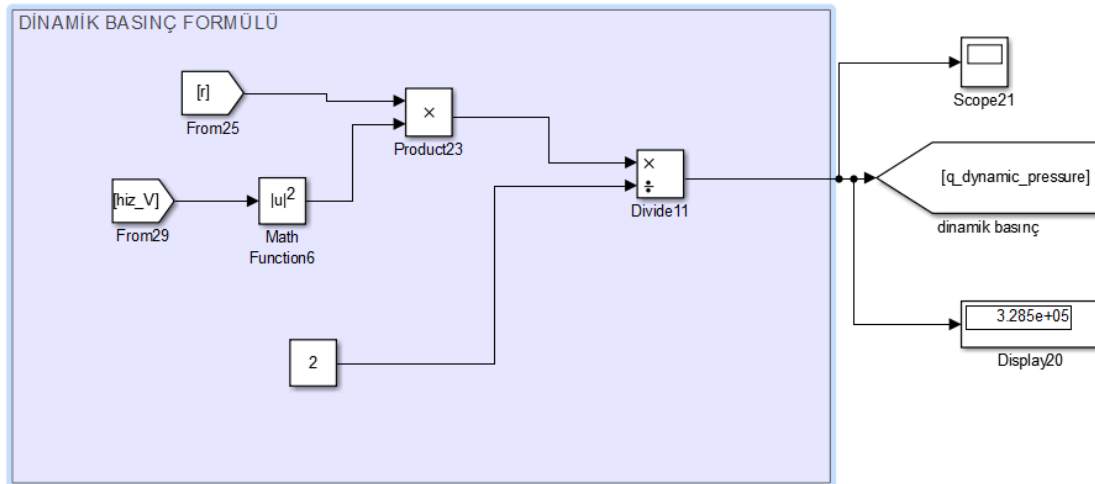 DİNAMİK BASINÇ FORMÜLÜ
[r]
From25
×
Product23
Scope21
[hiz_V]
From29
|u|²
Math
Function6
×
÷
Divide11
[q_dynamic_pressure]
dinamik basınç
2
3.285e+05
Display20